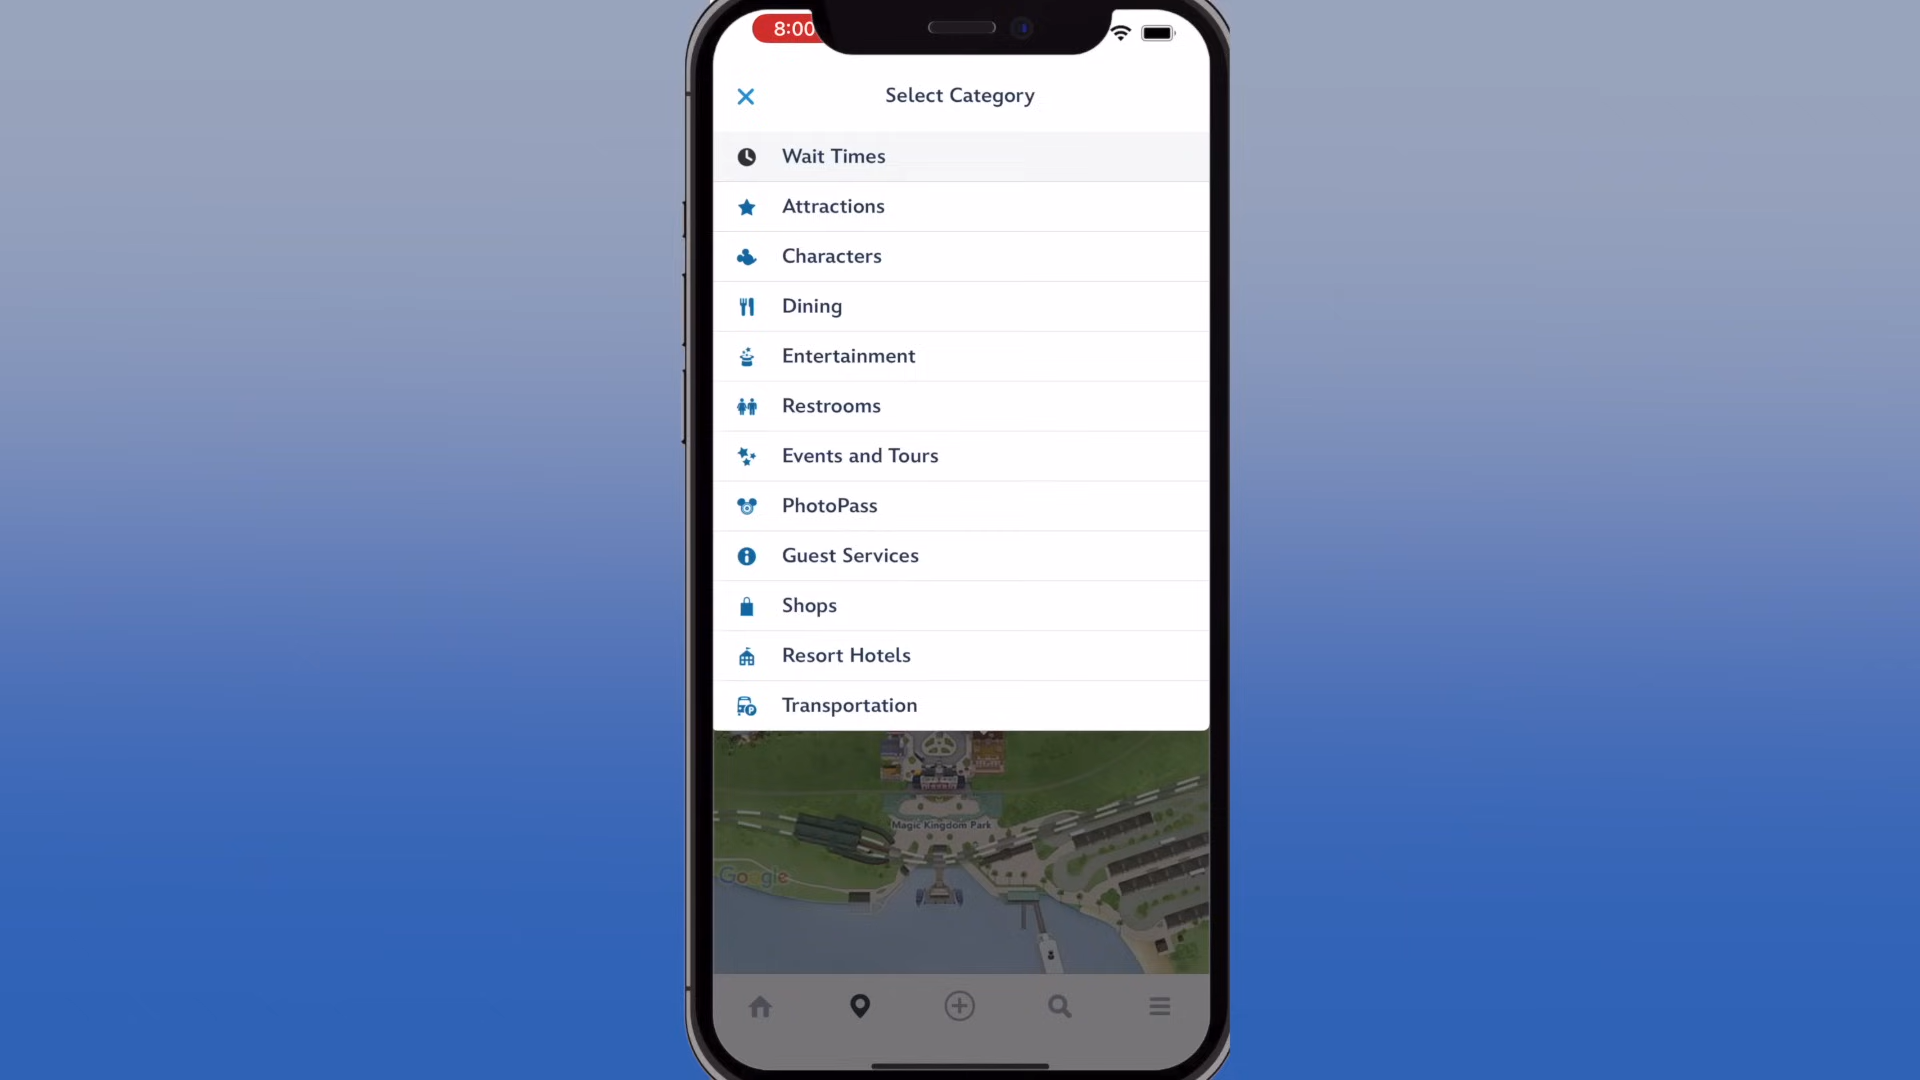 8:00
Select Category
Wait Times
Attractions
Characters
Dining
Entertainment
Restrooms
Events and Tours
PhotoPass
Guest Services
Shops
Resort Hotels
Transportation
Magic Kingdom Park
Google